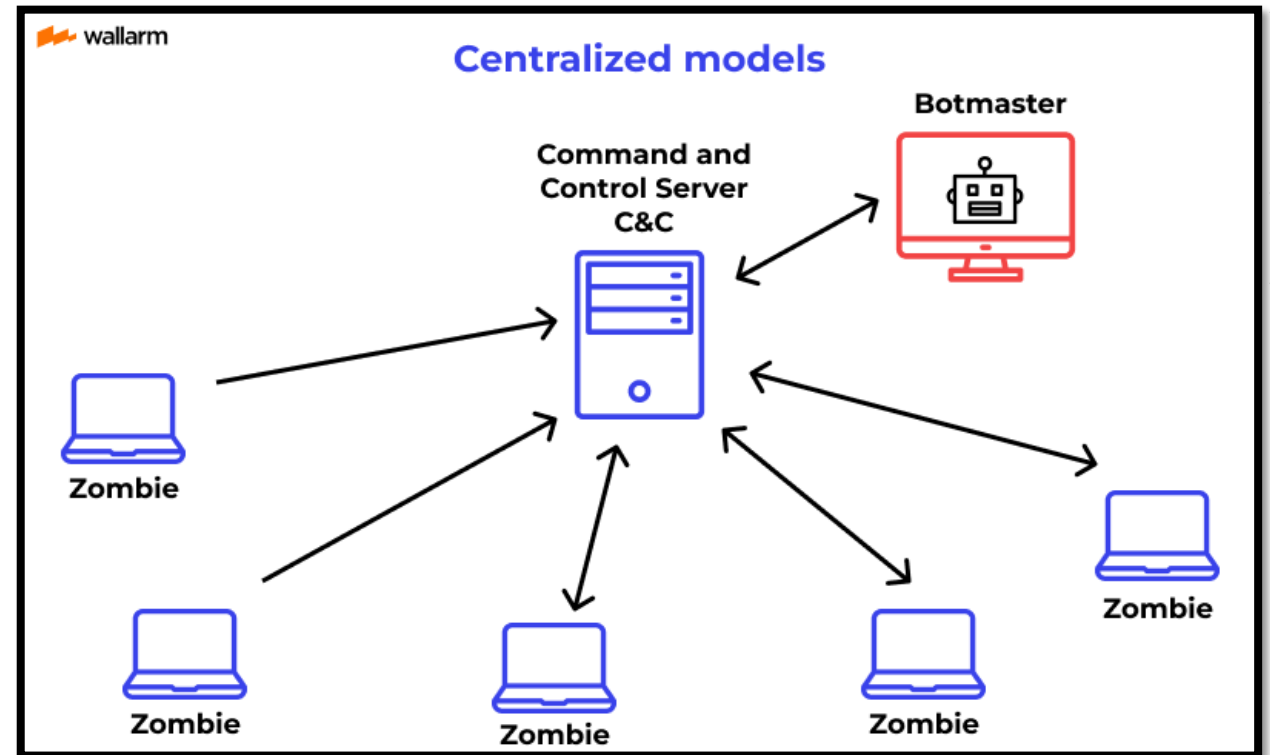 wallarm
Centralized models
Botmaster
Command and
Control Server
C&C
Zombie
Zombie
Zombie
Zombie
Zombie